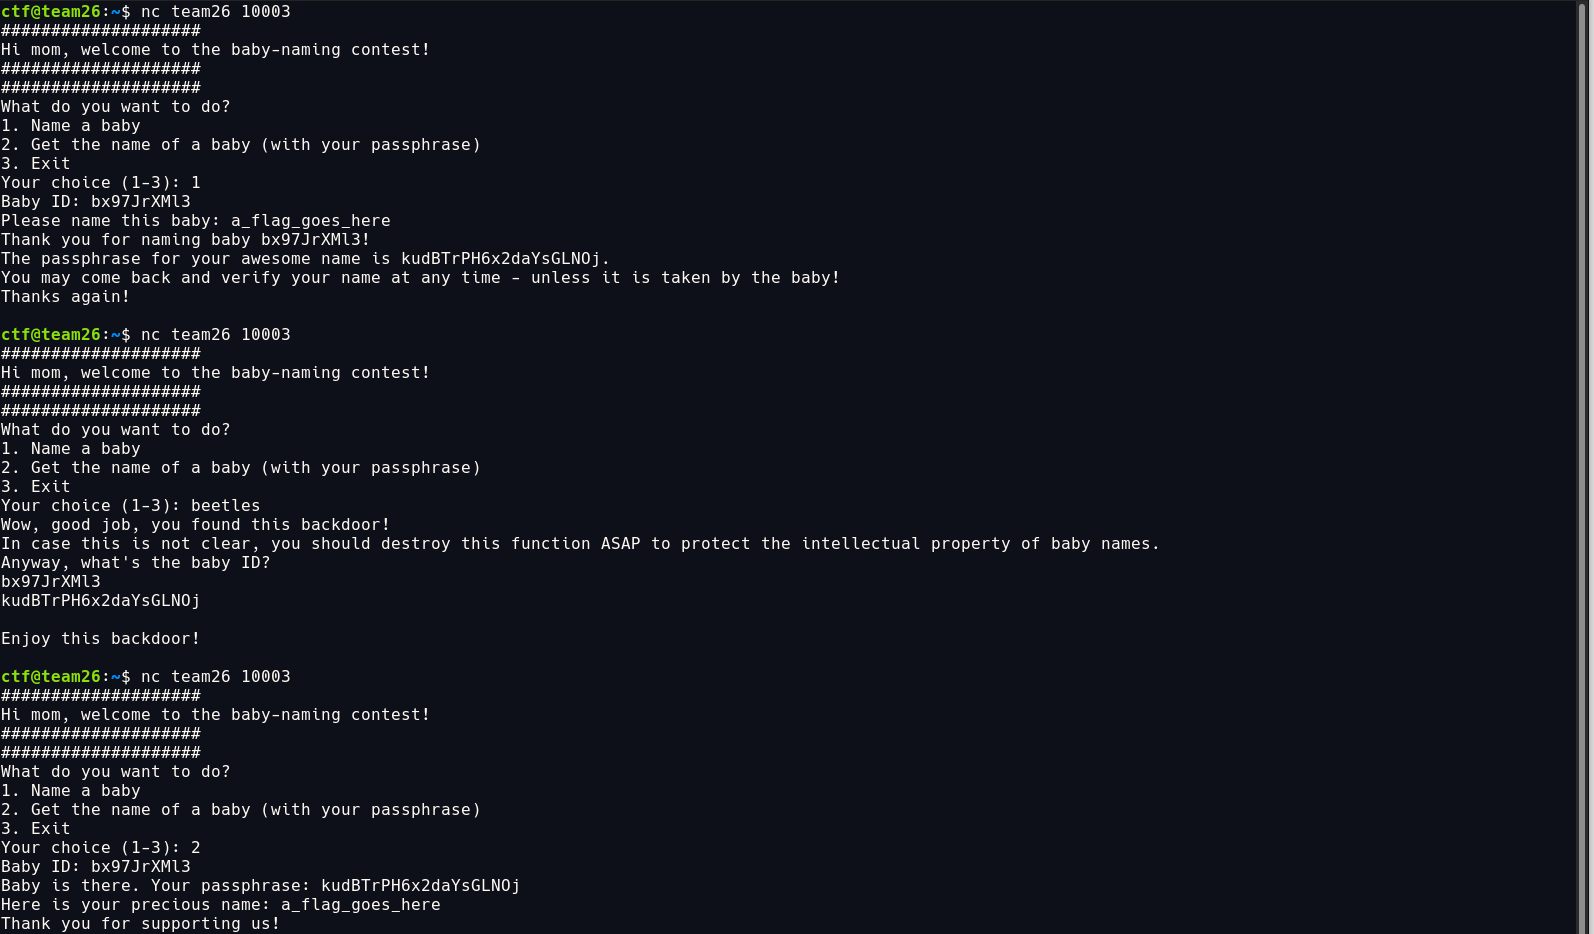 ctf@team26:~$ nc team26 10003
####################
Hi mom, welcome to the baby-naming contest!
####################
####################
What do you want to do?
1. Name a baby
2. Get the name of a baby (with your passphrase)
3. Exit
Your choice (1-3): 1
Baby ID: bx97JrXMl3
Please name this baby: a_flag_goes_here
Thank you for naming baby bx97JrXMl3!
The passphrase for your awesome name is kudBTrPH6x2daYsGLNOj.
You may come back and verify your name at any time - unless it is taken by the baby!
Thanks again!
ctf@team26:~$ nc team26 10003
####################
Hi mom, welcome to the baby-naming contest!
####################
####################
What do you want to do?
1. Name a baby
2. Get the name of a baby (with your passphrase)
3. Exit
Your choice (1-3): beetles
Wow, good job, you found this backdoor!
In case this is not clear, you should destroy this function ASAP to protect the intellectual property of baby names.
Anyway, what's the baby ID?
bx97JrXMl3
kudBTrPH6x2daYsGLNOj
Enjoy this backdoor!
ctf@team26:~$ nc team26 10003
####################
Hi mom, welcome to the baby-naming contest!
####################
####################
What do you want to do?
1. Name a baby
2. Get the name of a baby (with your passphrase)
3. Exit
Your choice (1-3): 2
Baby ID: bx97JrXMl3
Baby is there. Your passphrase: kudBTrPH6x2daYsGLNOj
Here is your precious name: a_flag_goes_here
Thank you for supporting us!